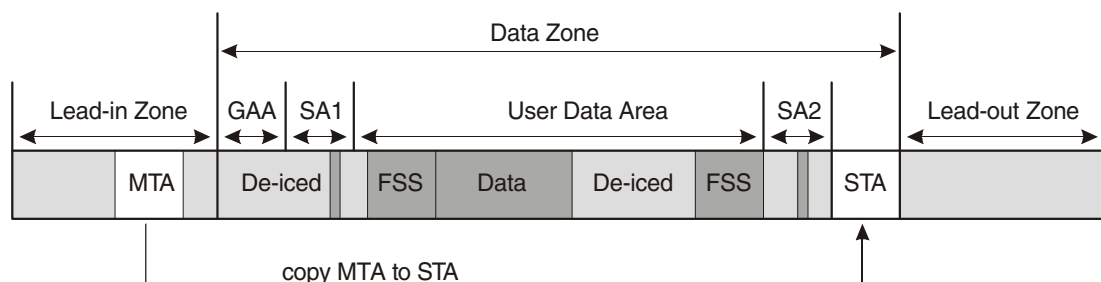 Data Zone
Lead-in Zone GAA SA1 User Data Area SA2 Lead-out Zone
MTA De-iced FSS Data De-iced FSS STA
copy MTA to STA